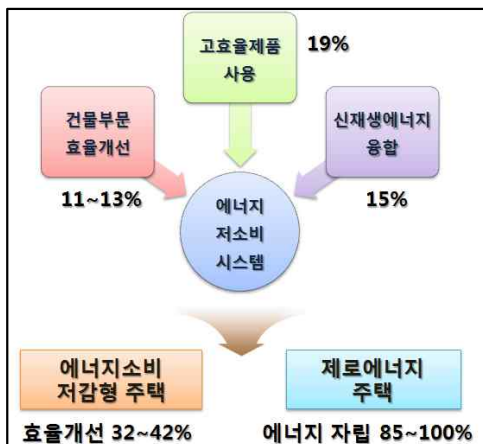 고효율제품
사용
19%
건물부문
효율개선
11~13%
신재생에너지
융합
15%
에너지
저소비
시스템
에너지소비
저감형 주택
효율개선 32~42%
제로에너지
주택
에너지 자립 85~100%